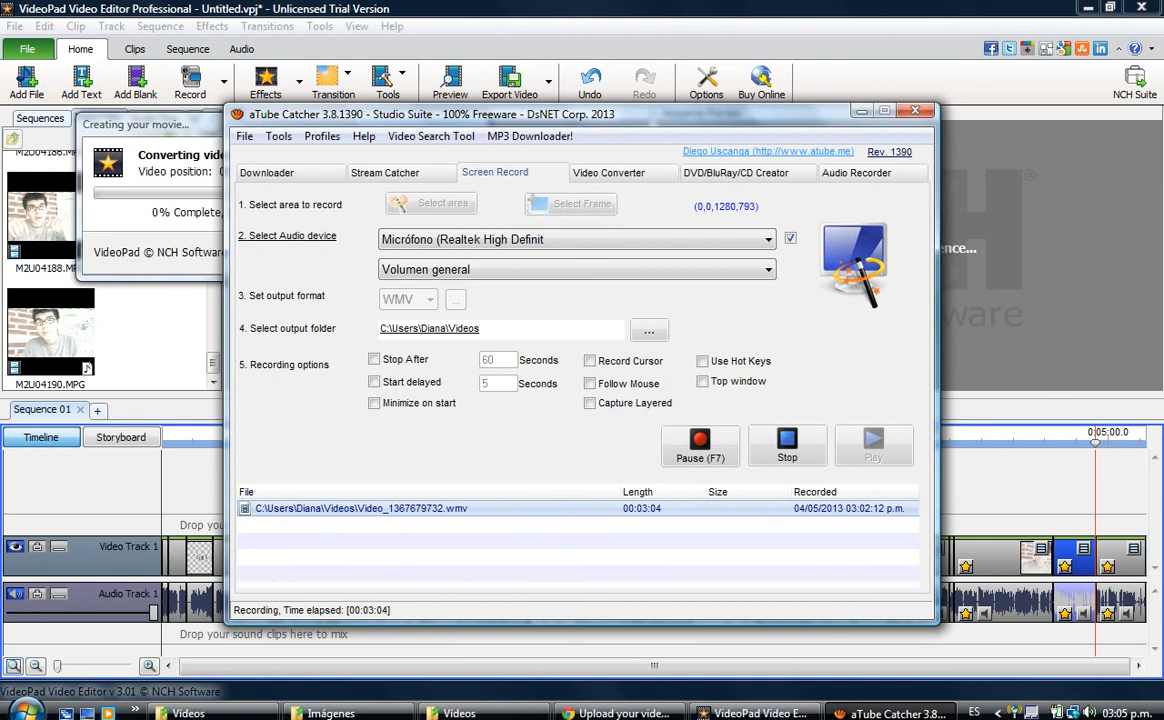 VideoPad Video Editor Professional - Untitled.vpj* - Unlicensed Trial Version
File Edit Clip Track Sequence Effects Transitions Tools View Help
File Home Clips Sequence Audio
Add File Add Text Add Blank Record Effects Transition Tools Preview Export Video Undo Redo Options Buy Online NCH Suite
Sequences
Creating your movie...
Converting vide
Video position:
0% Complete,
VideoPad © NCH Software
M2U04186.MPG
M2U04188.MPG
M2U04190.MPG
aTube Catcher 3.8.1390 - Studio Suite - 100% Freeware - DsNET Corp. 2013
File Tools Profiles Help Video Search Tool MP3 Downloader!
Diego Uscanga (http://www.atube.me) Rev. 1390
Downloader Stream Catcher Screen Record Video Converter DVD/BluRay/CD Creator Audio Recorder
1. Select area to record Select area Select Frame (0,0,1280,793)
2. Select Audio device Micrófono (Realtek High Definit
Volumen general
3. Set output format WMV ...
4. Select output folder C:\Users\Diana\Videos ...
5. Recording options
Stop After 60 Seconds Record Cursor Use Hot Keys
Start delayed 5 Seconds Follow Mouse Top window
Minimize on start Capture Layered
Pause (F7) Stop Play
File Length Size Recorded
C:\Users\Diana\Videos\Video_1367679732.wmv 00:03:04 04/05/2013 03:02:12 p.m.
Recording, Time elapsed: [00:03:04]
ence...
ware
Sequence 01
Timeline Storyboard 0:05:00.0
Drop you
Video Track 1
Audio Track 1
Drop your sound clips here to mix
VideoPad Video Editor v 3.01 © NCH Software
Vídeos Imágenes Vídeos Upload your vide... VideoPad Video E... aTube Catcher 3.8... ES 03:05 p.m.